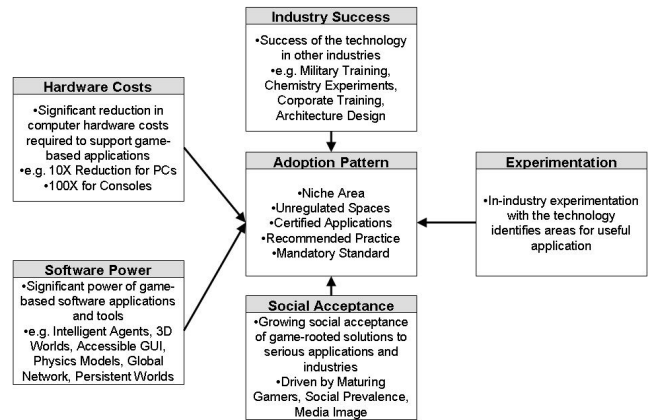 Industry Success
•Success of the technology
in other industries
•e.g. Military Training,
Chemistry Experiments,
Corporate Training,
Architecture Design
Hardware Costs
•Significant reduction in
computer hardware costs
required to support game-
based applications
•e.g. 10X Reduction for PCs
•100X for Consoles
Adoption Pattern
•Niche Area
•Unregulated Spaces
•Certified Applications
•Recommended Practice
•Mandatory Standard
Experimentation
•In-industry experimentation
with the technology
identifies areas for useful
application
Software Power
•Significant power of game-
based software applications
and tools
•e.g. Intelligent Agents, 3D
Worlds, Accessible GUI,
Physics Models, Global
Network, Persistent Worlds
Social Acceptance
•Growing social acceptance
of game-rooted solutions to
serious applications and
industries
•Driven by Maturing
Gamers, Social Prevalence,
Media Image